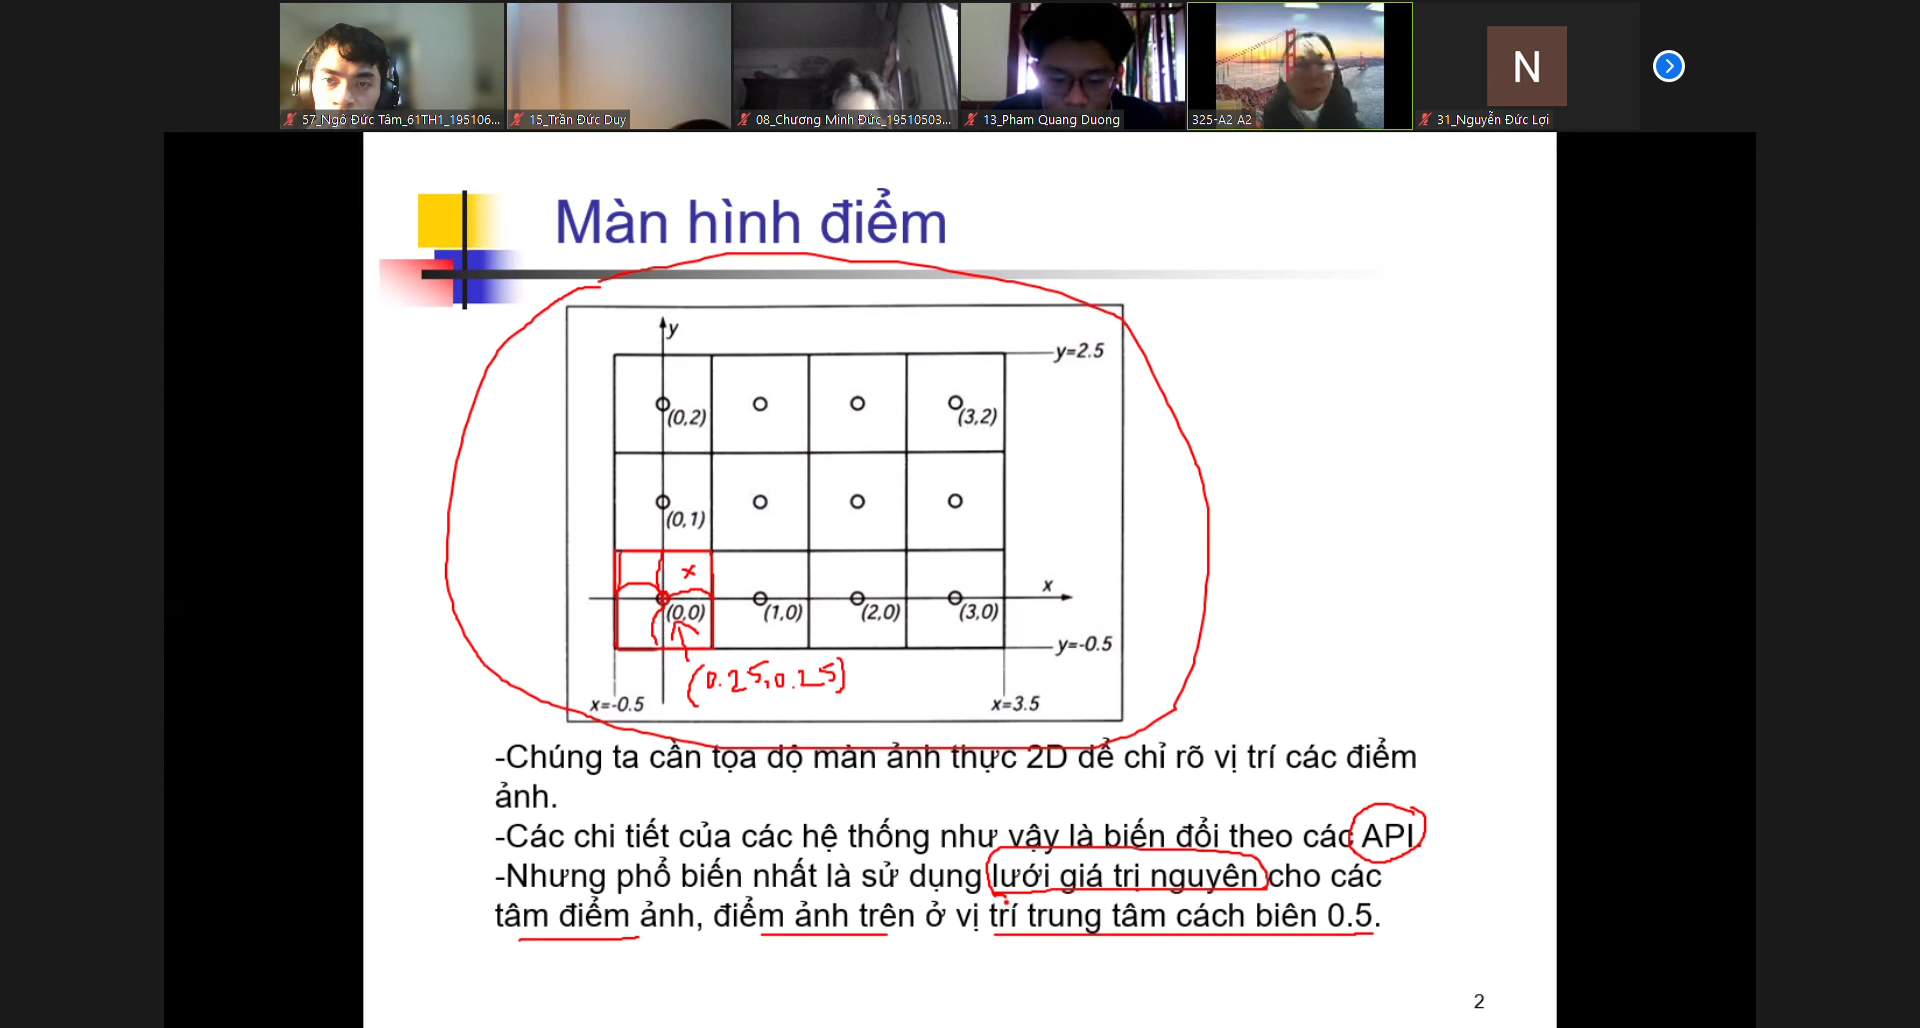 57_Ngô Đức Tâm_61TH1_195106...
15_Trần Đức Duy
08_Chương Minh Đức_19510503...
13_Pham Quang Duong
325-A2 A2
N
31_Nguyễn Đức Lợi
Màn hình điểm
y
y=2.5
(0,2)
(3,2)
(0,1)
x
x
(0,0)
(1,0)
(2,0)
(3,0)
y=-0.5
(0.25,0.25)
x=-0.5
x=3.5
-Chúng ta cần tọa dộ màn ảnh thực 2D dể chỉ rõ vị trí các điểm
ảnh.
-Các chi tiết của các hệ thống như vậy là biến đổi theo các API.
-Nhưng phổ biến nhất là sử dụng lưới giá trị nguyên cho các
tâm điểm ảnh, điểm ảnh trên ở vị trí trung tâm cách biên 0.5.
2